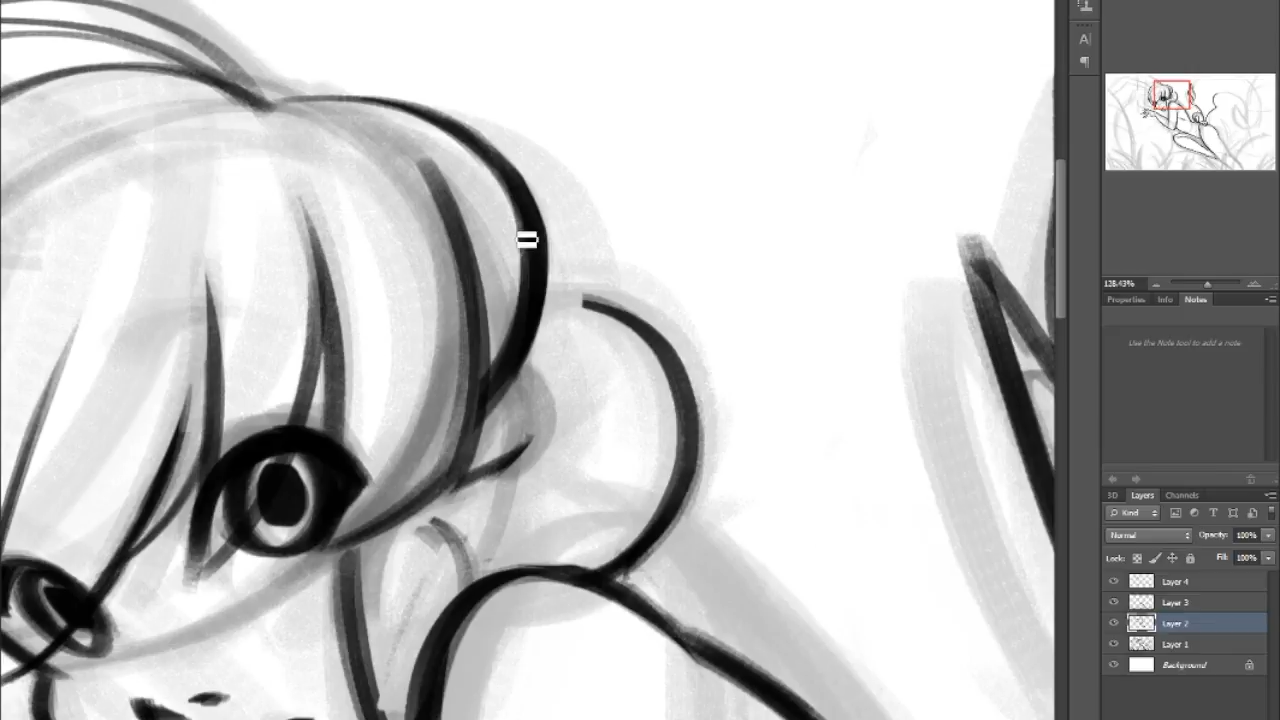 A|
¶
128.43%
Properties Info Notes
Use the Note tool to add a note.
3D Layers Channels
Kind T
Normal Opacity: 100%
Lock: Fill: 100%
Layer 4
Layer 3
Layer 2
Layer 1
Background